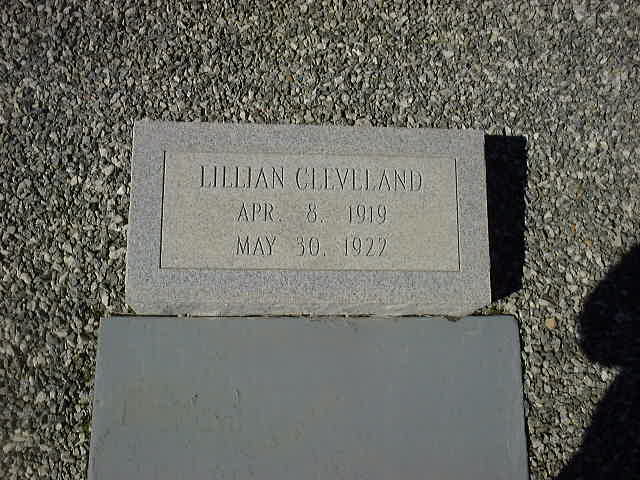 LILLIAN CLEVELAND
APR. 8. 1919
MAY 30. 1922